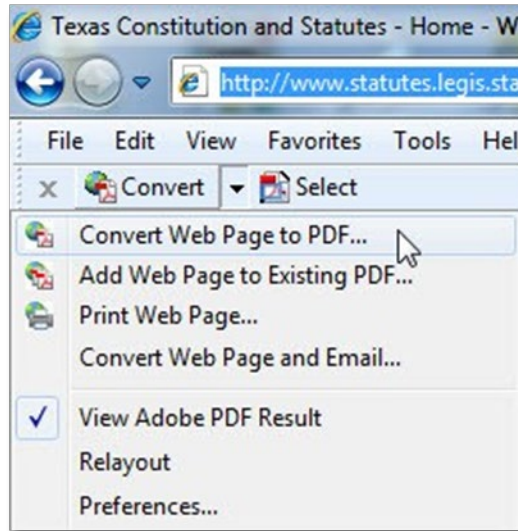 Texas Constitution and Statutes - Home - W
http://www.statutes.legis.sta
File Edit View Favorites Tools Hel
x Convert Select
Convert Web Page to PDF...
Add Web Page to Existing PDF...
Print Web Page...
Convert Web Page and Email...
View Adobe PDF Result
Relayout
Preferences...